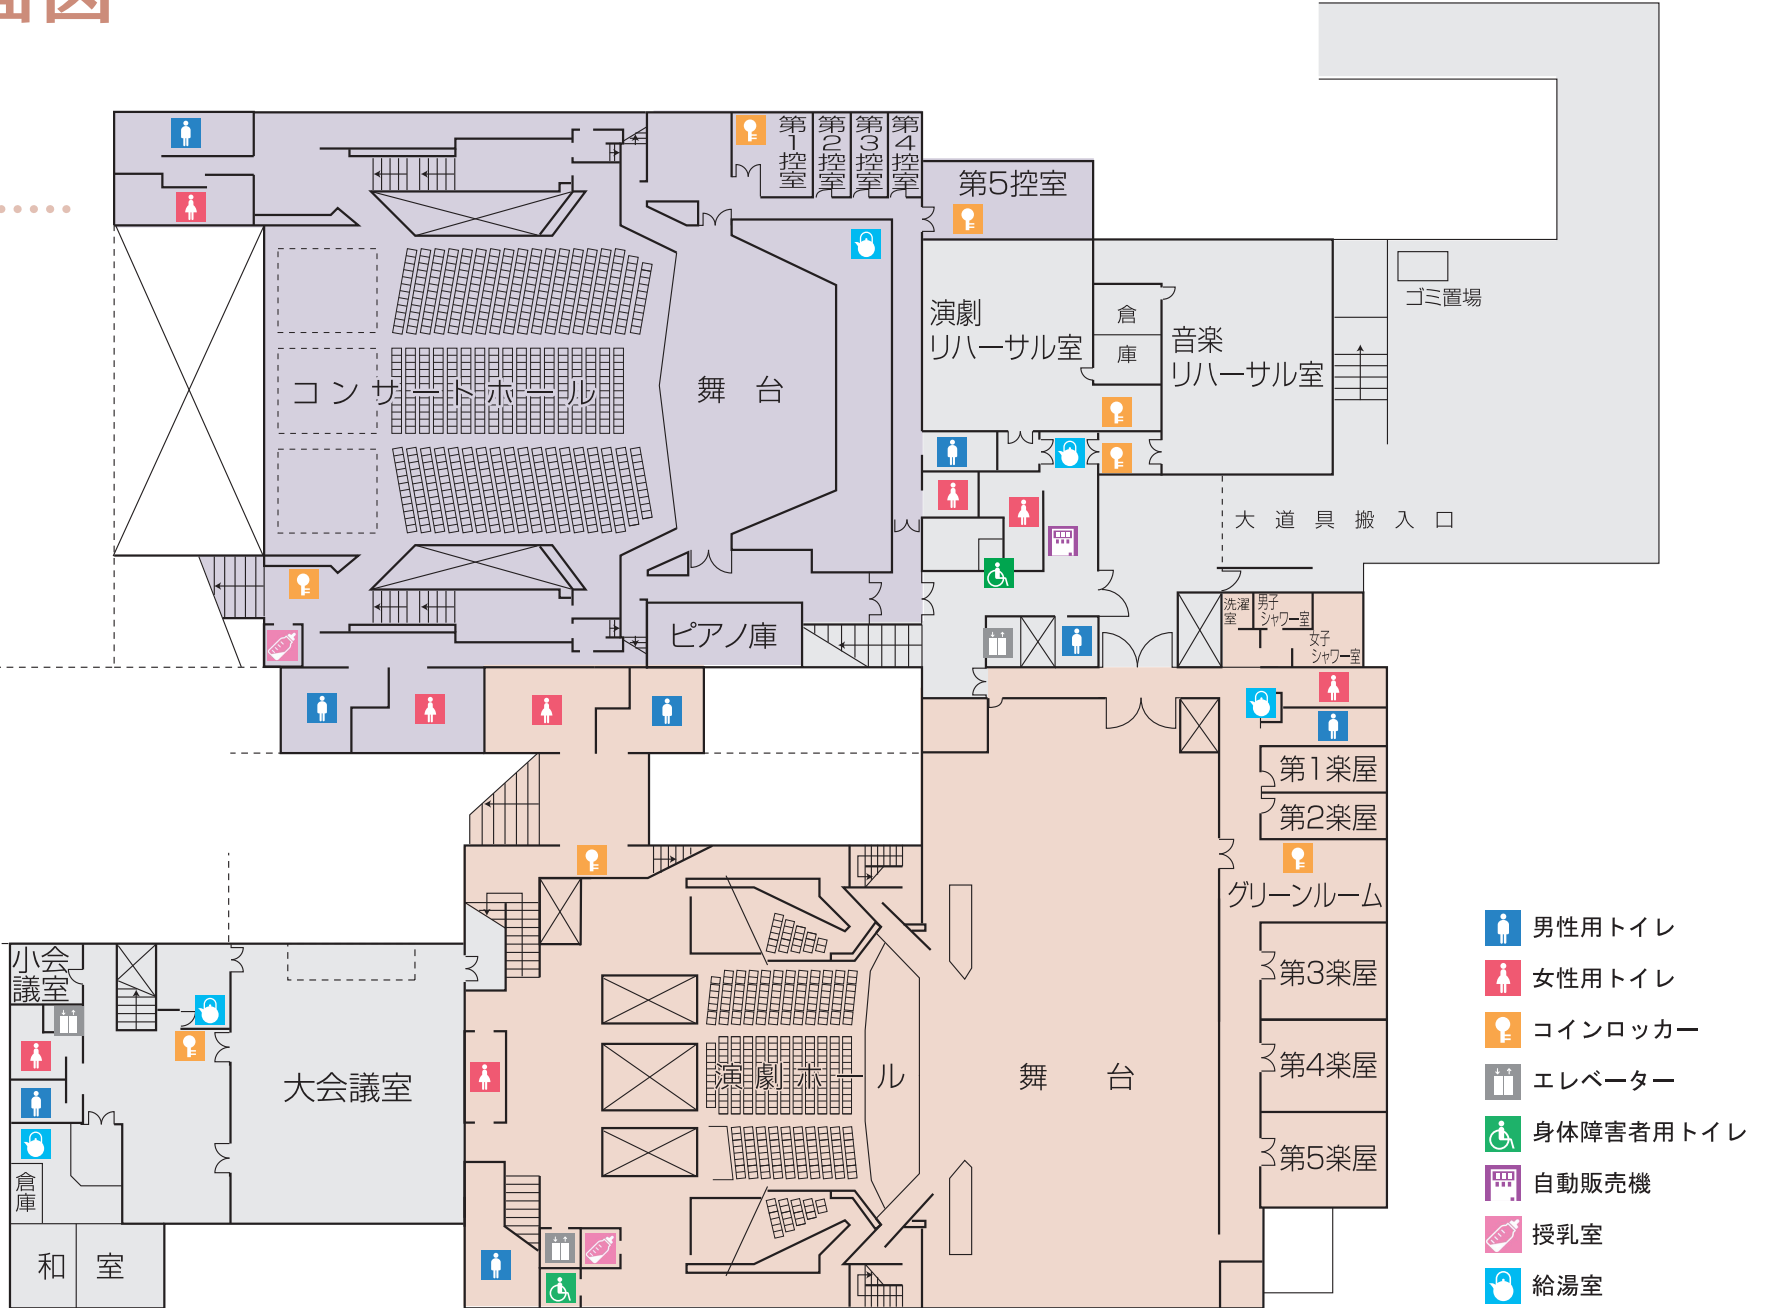 面図
第1控室
第2控室
第3控室
第4控室
第5控室
演劇
リハーサル室
倉
庫
音楽
リハーサル室
ゴミ置場
コンサートホール
舞台
大道具搬入口
ピアノ庫
洗濯
室
男子
シャワー室
女子
シャワー室
第1楽屋
第2楽屋
グリーンルーム
第3楽屋
第4楽屋
第5楽屋
小会
議室
大会議室
演劇ホール
舞台
倉
庫
和室
男性用トイレ
女性用トイレ
コインロッカー
エレベーター
身体障害者用トイレ
自動販売機
授乳室
給湯室